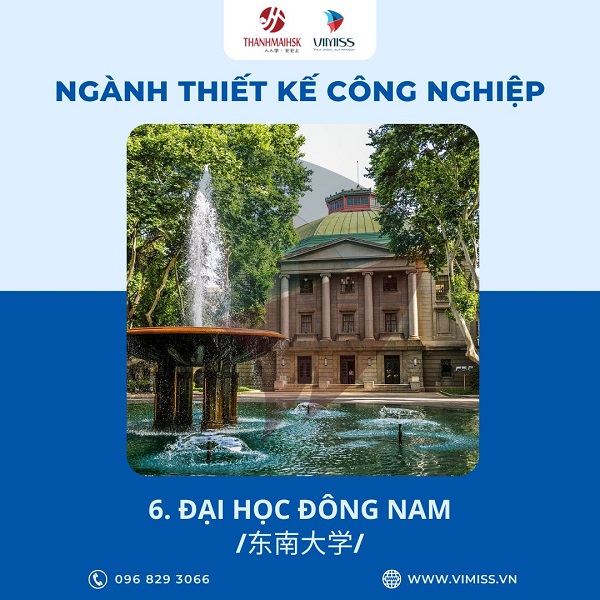 THANHMAIHSK
VIMISS
NGÀNH THIẾT KẾ CÔNG NGHIỆP
6. ĐẠI HỌC ĐÔNG NAM
/东南大学/
096 829 3066
WWW.VIMISS.VN